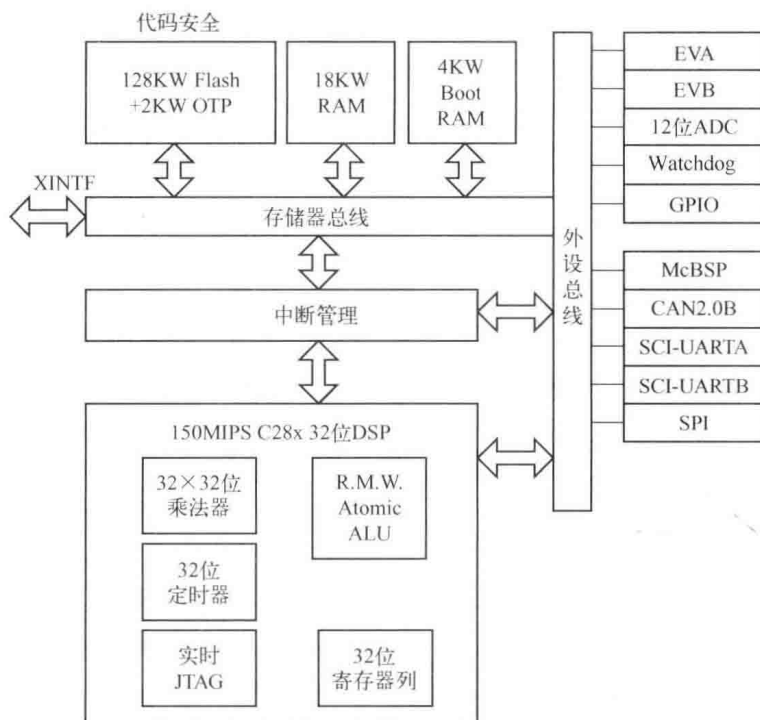 代码安全
128KW Flash
+2KW OTP
18KW
RAM
4KW
Boot
RAM
XINTF
存储器总线
中断管理
150MIPS C28x 32位DSP
32×32位
乘法器
R.M.W.
Atomic
ALU
32位
定时器
实时
JTAG
32位
寄存器列
外设总线
EVA
EVB
12位ADC
Watchdog
GPIO
McBSP
CAN2.0B
SCI-UARTA
SCI-UARTB
SPI